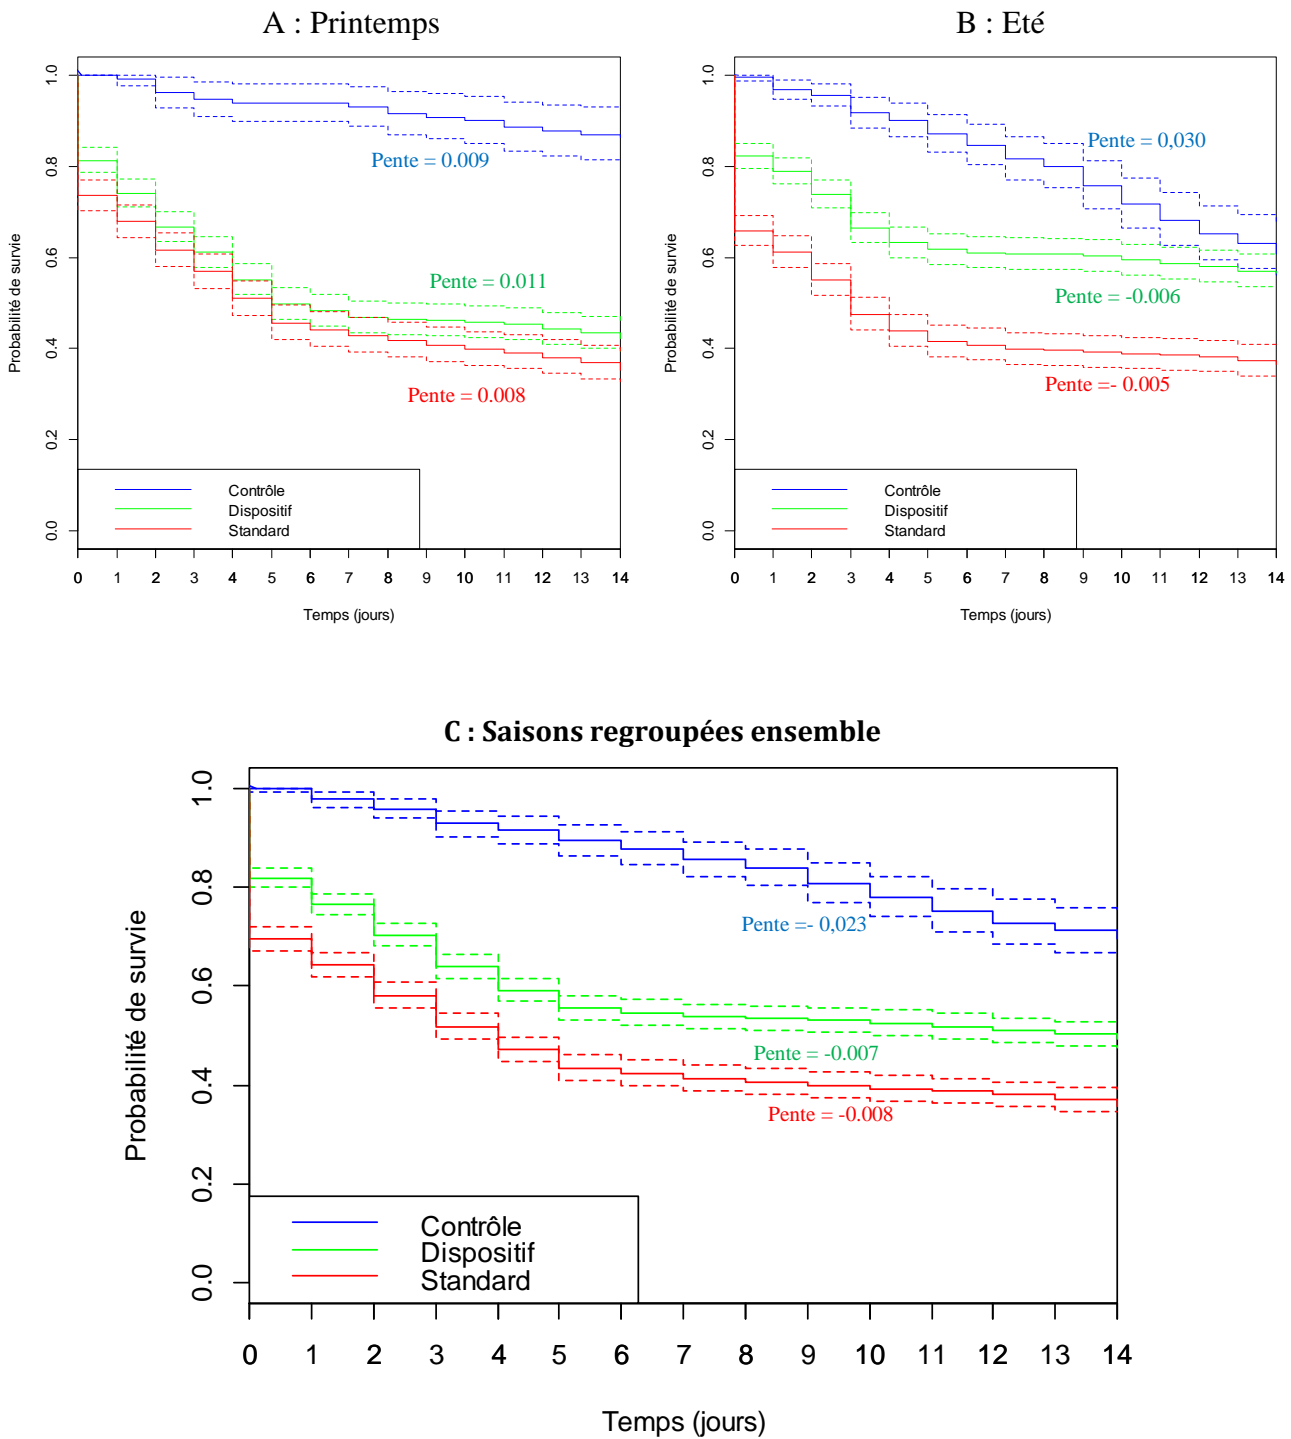 A : Printemps
Probabilité de survie
1.0
0.8
0.6
0.4
0.2
0.0
Pente = 0.009
Pente = 0.011
Pente = 0.008
Contrôle
Dispositif
Standard
0 1 2 3 4 5 6 7 8 9 10 11 12 13 14
Temps (jours)
B : Eté
Probabilité de survie
1.0
0.8
0.6
0.4
0.2
0.0
Pente = 0,030
Pente = -0.006
Pente =- 0.005
Contrôle
Dispositif
Standard
0 1 2 3 4 5 6 7 8 9 10 11 12 13 14
Temps (jours)
C : Saisons regroupées ensemble
Probabilité de survie
1.0
0.8
0.6
0.4
0.2
0.0
Pente =- 0,023
Pente = -0.007
Pente = -0.008
Contrôle
Dispositif
Standard
0 1 2 3 4 5 6 7 8 9 10 11 12 13 14
Temps (jours)